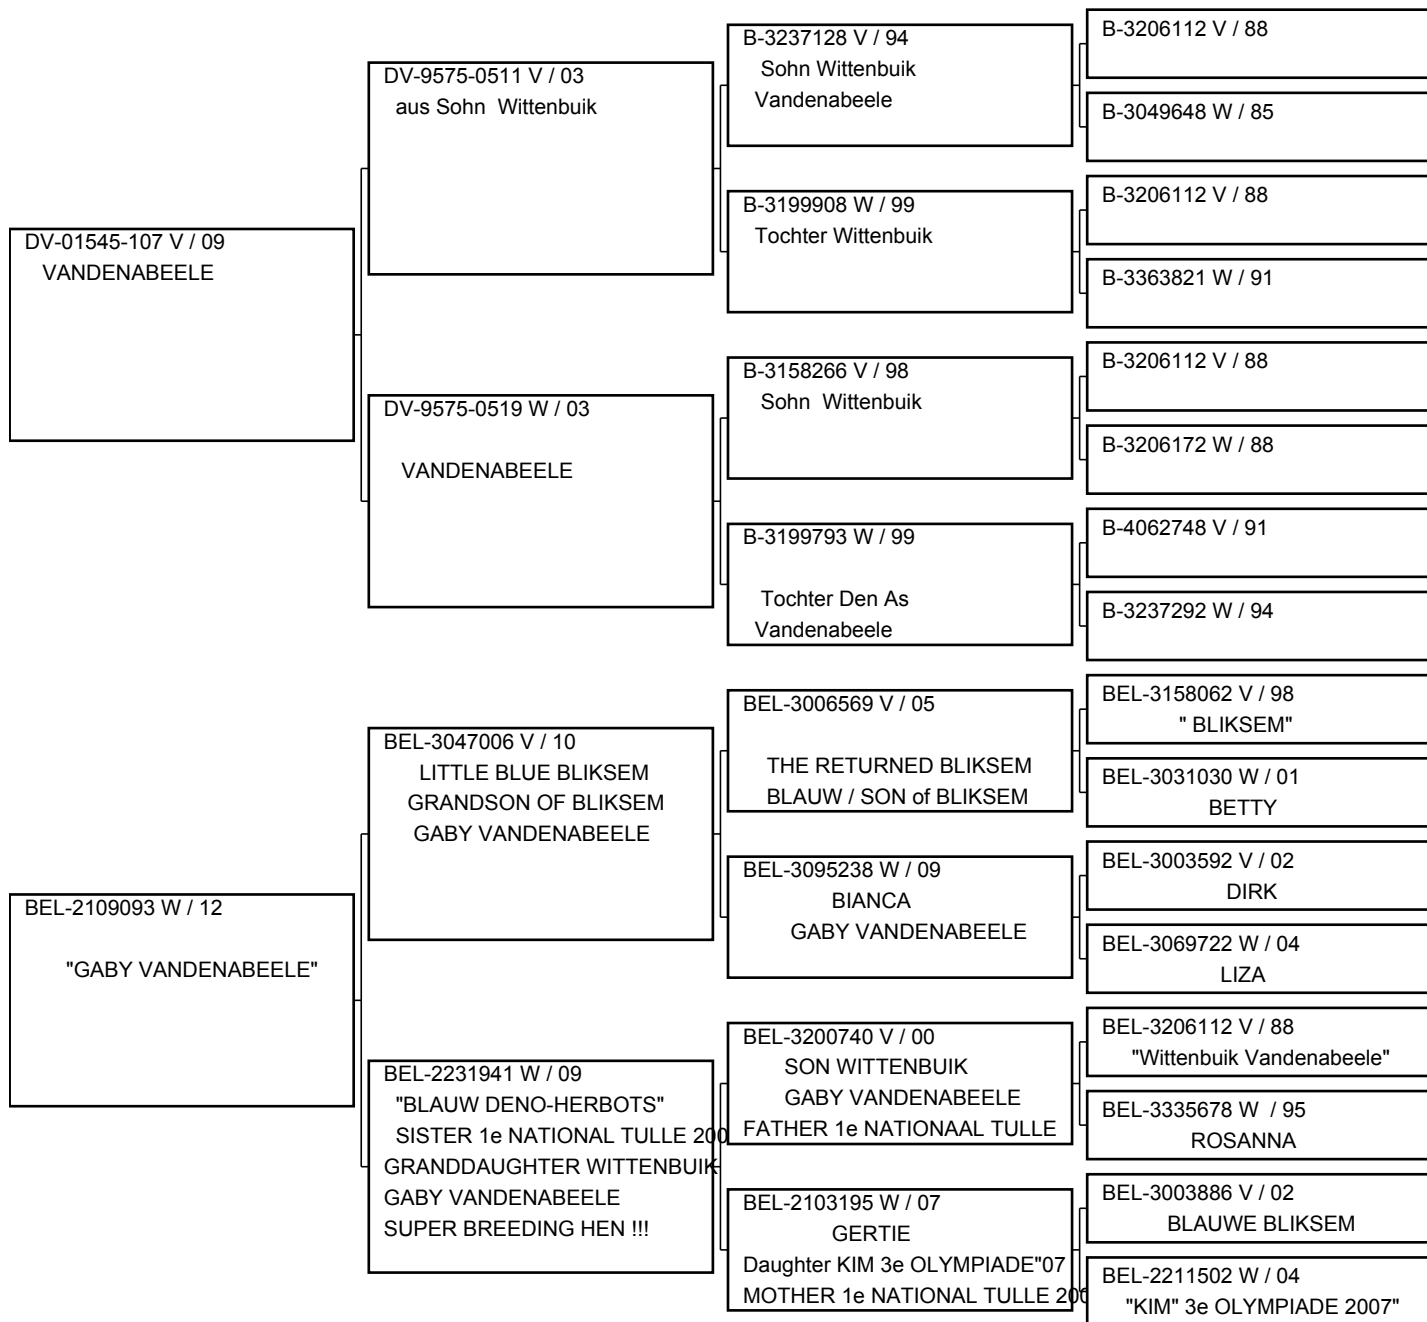 DV-01545-107 V / 09
VANDENABEELE
BEL-2109093 W / 12
"GABY VANDENABEELE"
DV-9575-0511 V / 03
aus Sohn Wittenbuik
DV-9575-0519 W / 03
VANDENABEELE
BEL-3047006 V / 10
LITTLE BLUE BLIKSEM
GRANDSON OF BLIKSEM
GABY VANDENABEELE
BEL-2231941 W / 09
"BLAUW DENO-HERBOTS"
SISTER 1e NATIONAL TULLE 200
GRANDDAUGHTER WITTENBUIK
GABY VANDENABEELE
SUPER BREEDING HEN !!!
B-3237128 V / 94
Sohn Wittenbuik
Vandenabeele
B-3199908 W / 99
Tochter Wittenbuik
B-3158266 V / 98
Sohn Wittenbuik
B-3199793 W / 99
Tochter Den As
Vandenabeele
BEL-3006569 V / 05
THE RETURNED BLIKSEM
BLAUW / SON of BLIKSEM
BEL-3095238 W / 09
BIANCA
GABY VANDENABEELE
BEL-3200740 V / 00
SON WITTENBUIK
GABY VANDENABEELE
FATHER 1e NATIONAAL TULLE
BEL-2103195 W / 07
GERTIE
Daughter KIM 3e OLYMPIADE"07
MOTHER 1e NATIONAL TULLE 200
B-3206112 V / 88
B-3049648 W / 85
B-3206112 V / 88
B-3363821 W / 91
B-3206112 V / 88
B-3206172 W / 88
B-4062748 V / 91
B-3237292 W / 94
BEL-3158062 V / 98
" BLIKSEM"
BEL-3031030 W / 01
BETTY
BEL-3003592 V / 02
DIRK
BEL-3069722 W / 04
LIZA
BEL-3206112 V / 88
"Wittenbuik Vandenabeele"
BEL-3335678 W / 95
ROSANNA
BEL-3003886 V / 02
BLAUWE BLIKSEM
BEL-2211502 W / 04
"KIM" 3e OLYMPIADE 2007"